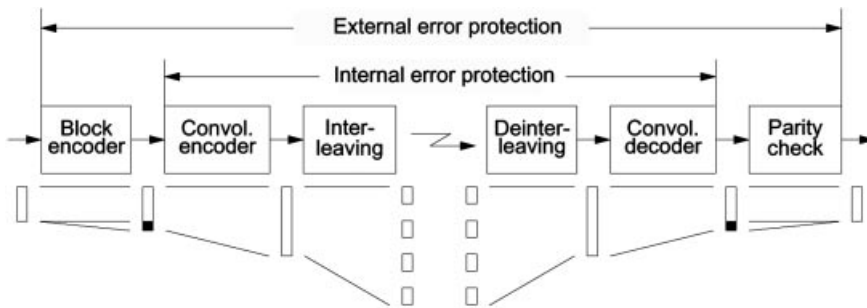 External error protection
Internal error protection
Block
encoder
Convol.
encoder
Inter-
leaving
Deinter-
leaving
Convol.
decoder
Parity
check